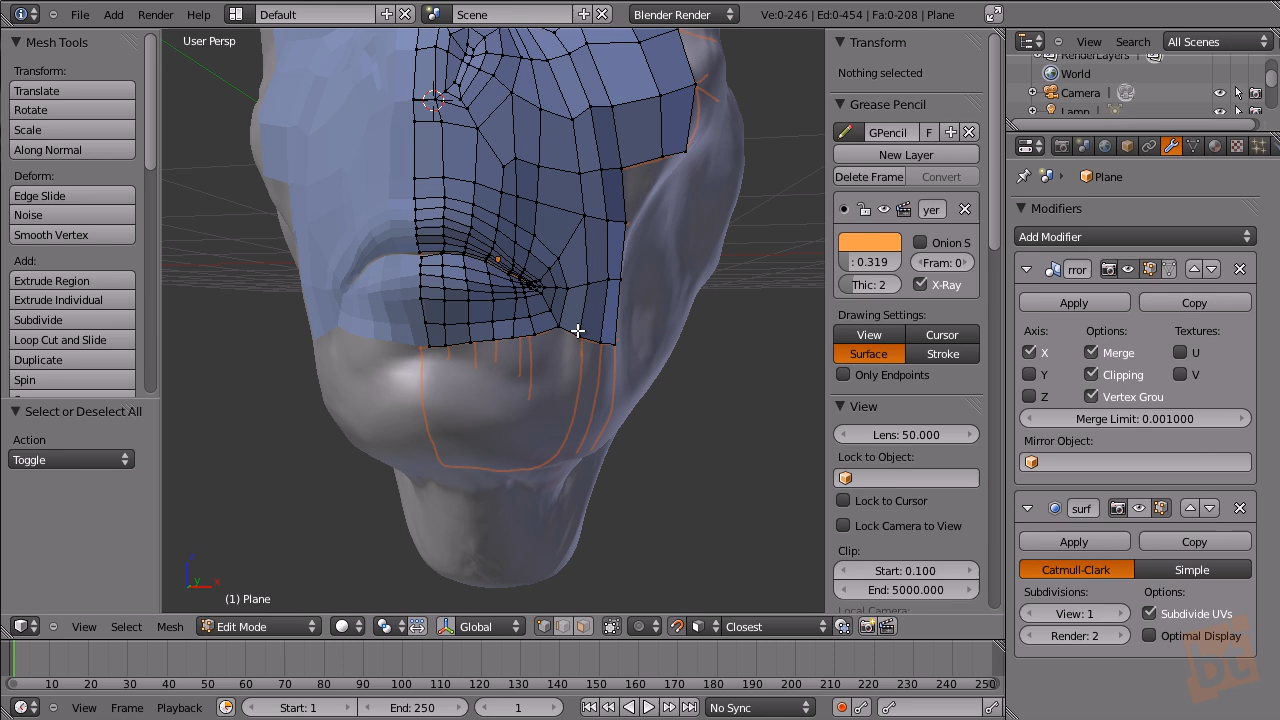 File Add Render Help Default Scene Blender Render Ve:0-246 | Ed:0-454 | Fa:0-208 | Plane
Mesh Tools
Transform:
Translate
Rotate
Scale
Along Normal
Deform:
Edge Slide
Noise
Smooth Vertex
Add:
Extrude Region
Extrude Individual
Subdivide
Loop Cut and Slide
Duplicate
Spin
Select or Deselect All
Action
Toggle
User Persp
z
y
x
(1) Plane
Transform
Nothing selected
Grease Pencil
GPencil F
New Layer
Delete Frame Convert
yer
Onion S
: 0.319 Fram: 0
Thic: 2 X-Ray
Drawing Settings:
View Cursor
Surface Stroke
Only Endpoints
View
Lens: 50.000
Lock to Object:
Lock to Cursor
Lock Camera to View
Clip:
Start: 0.100
End: 5000.000
Local Camera:
View Search All Scenes
RenderLayers
World
Camera
Lamp
Plane
Modifiers
Add Modifier
rror
Apply Copy
Axis: Options: Textures:
X Merge U
Y Clipping V
Z Vertex Grou
Merge Limit: 0.001000
Mirror Object:
surf
Apply Copy
Catmull-Clark Simple
Subdivisions: Options:
View: 1 Subdivide UVs
Render: 2 Optimal Display
View Select Mesh Edit Mode Global Closest
10 20 30 40 50 60 70 80 90 100 110 120 130 140 150 160 170 180 190 200 210 220 230 240 250
View Frame Playback Start: 1 End: 250 1 No Sync
bc